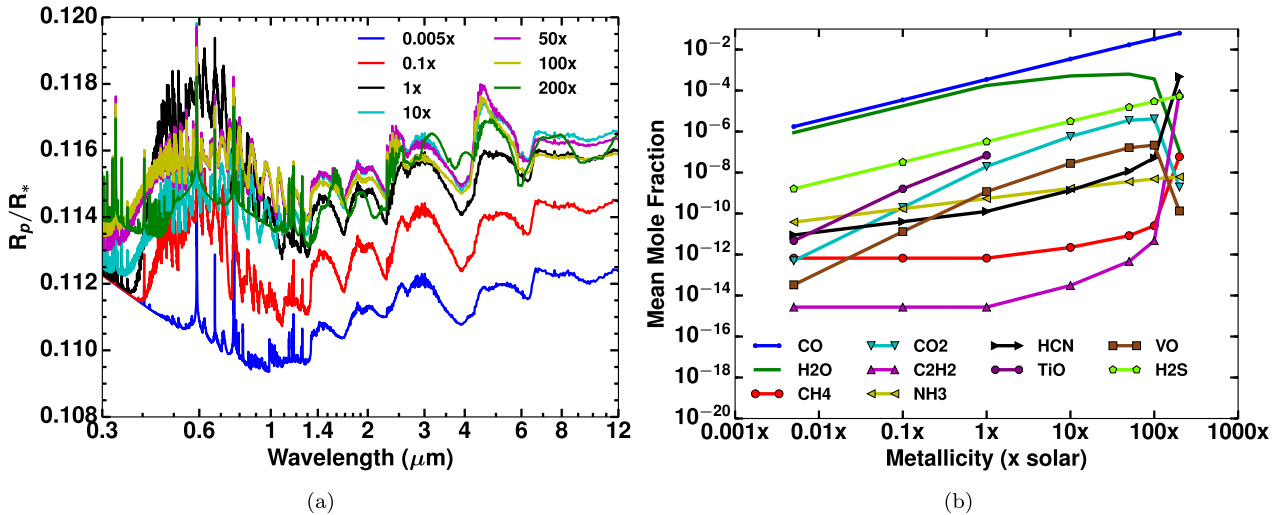 0.120
0.118
0.116
0.114
0.112
0.110
0.108
R_p/R_*
0.005x
0.1x
1x
10x
50x
100x
200x
0.3
0.6
1
1.4
2
3
4
5
6
8
12
Wavelength (μm)
(a)
10^−2
10^−4
10^−6
10^−8
10^−10
10^−12
10^−14
10^−16
10^−18
10^−20
Mean Mole Fraction
CO
H2O
CH4
CO2
C2H2
NH3
HCN
TiO
VO
H2S
0.001x
0.01x
0.1x
1x
10x
100x
1000x
Metallicity (x solar)
(b)